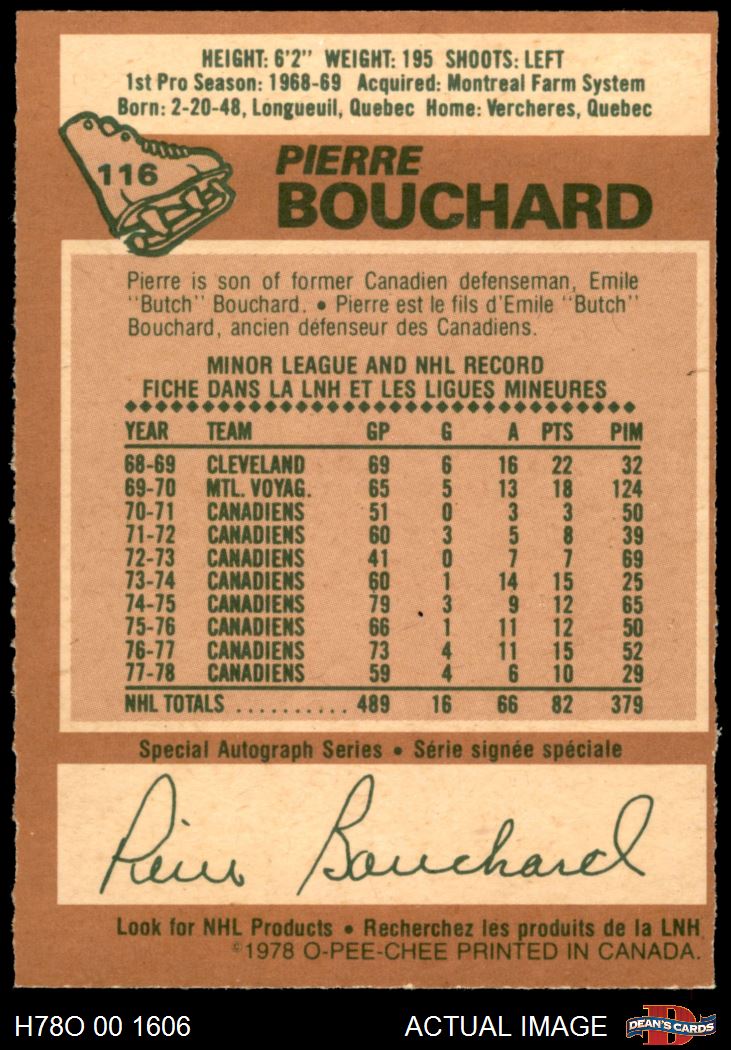 HEIGHT: 6'2" WEIGHT: 195 SHOOTS: LEFT
1st Pro Season: 1968-69 Acquired: Montreal Farm System
Born: 2-20-48, Longueuil, Quebec Home: Vercheres, Quebec
116
PIERRE
BOUCHARD
Pierre is son of former Canadien defenseman, Emile
"Butch" Bouchard. • Pierre est le fils d'Emile "Butch"
Bouchard, ancien défenseur des Canadiens.
MINOR LEAGUE AND NHL RECORD
FICHE DANS LA LNH ET LES LIGUES MINEURES
YEAR TEAM GP G A PTS PIM
68-69 CLEVELAND 69 6 16 22 32
69-70 MTL. VOYAG. 65 5 13 18 124
70-71 CANADIENS 51 0 3 3 50
71-72 CANADIENS 60 3 5 8 39
72-73 CANADIENS 41 0 7 7 69
73-74 CANADIENS 60 1 14 15 25
74-75 CANADIENS 79 3 9 12 65
75-76 CANADIENS 66 1 11 12 50
76-77 CANADIENS 73 4 11 15 52
77-78 CANADIENS 59 4 6 10 29
NHL TOTALS .......... 489 16 66 82 379
Special Autograph Series • Série signée spéciale
Pierre Bouchard
Look for NHL Products • Recherchez les produits de la LNH
©1978 O-PEE-CHEE PRINTED IN CANADA.
H78O 00 1606 ACTUAL IMAGE DEAN'S CARDS